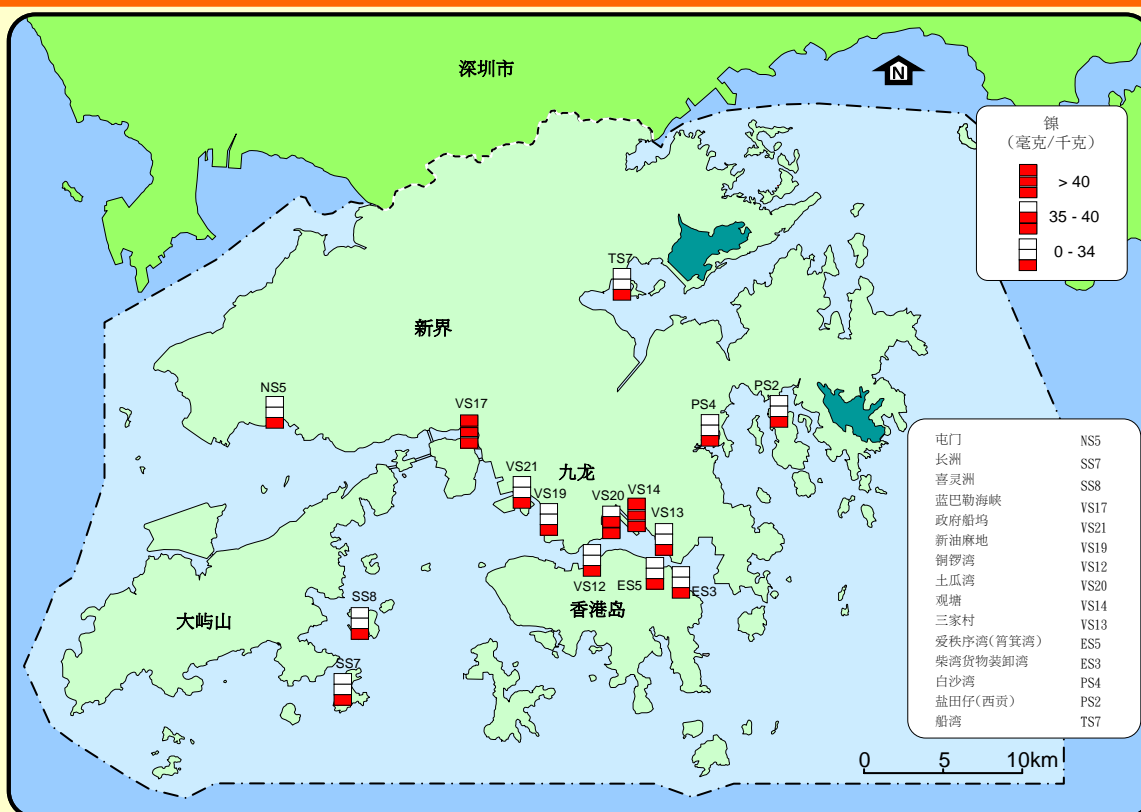 深圳市
N
镍
(毫克/千克)
> 40
35 - 40
0 - 34
TS7
新界
NS5
VS17
PS4
PS2
VS21
九龙
VS19
VS20
VS14
VS13
VS12
ES5
ES3
香港岛
大屿山
SS8
SS7
屯门 NS5
长洲 SS7
喜灵洲 SS8
蓝巴勒海峡 VS17
政府船坞 VS21
新油麻地 VS19
铜锣湾 VS12
土瓜湾 VS20
观塘 VS14
三家村 VS13
爱秩序湾(筲箕湾) ES5
柴湾货物装卸湾 ES3
白沙湾 PS4
盐田仔(西贡) PS2
船湾 TS7
0 5 10km